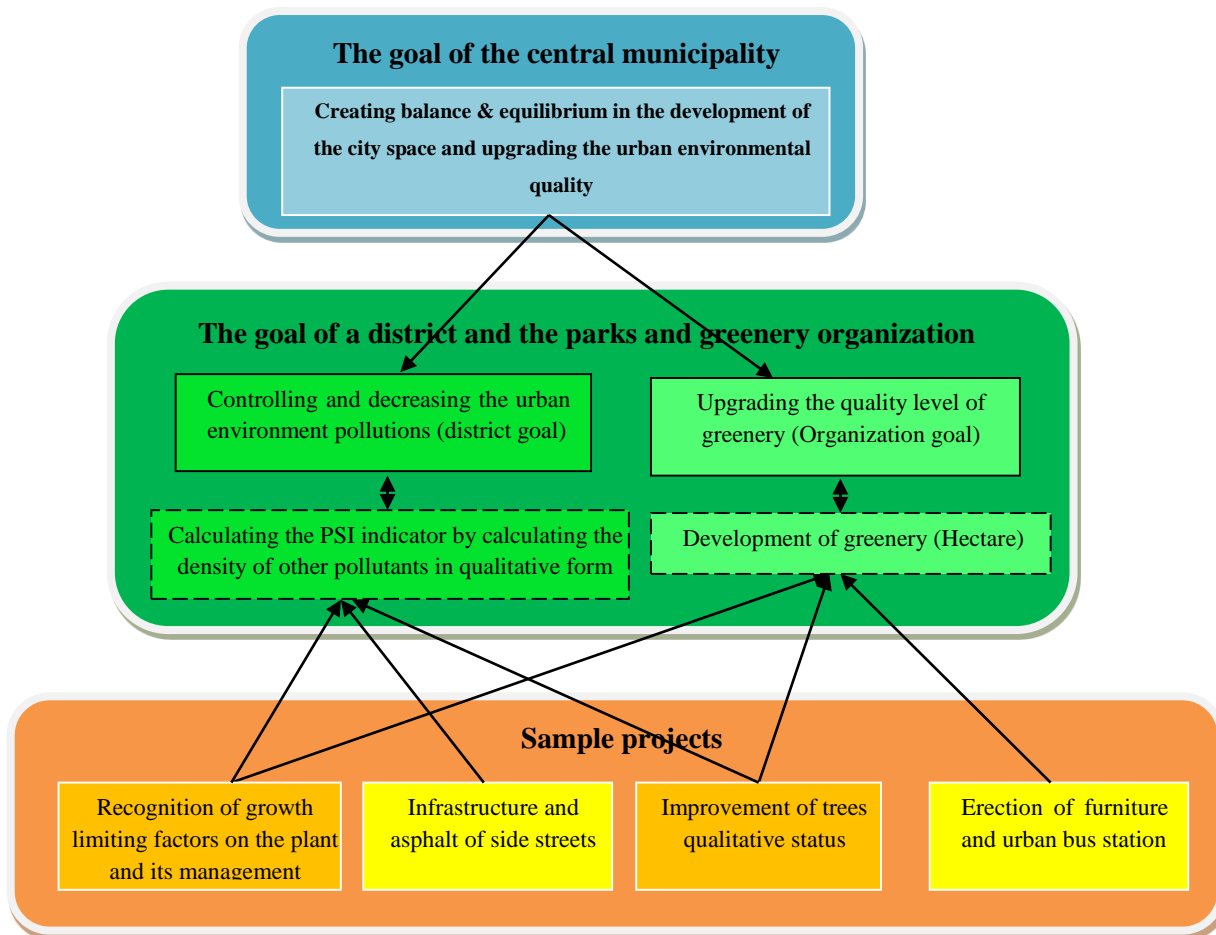 The goal of the central municipality
Creating balance & equilibrium in the development of
the city space and upgrading the urban environmental
quality
The goal of a district and the parks and greenery organization
Controlling and decreasing the urban
environment pollutions (district goal)
Upgrading the quality level of
greenery (Organization goal)
Calculating the PSI indicator by calculating the
density of other pollutants in qualitative form
Development of greenery (Hectare)
Sample projects
Recognition of growth
limiting factors on the plant
and its management
Infrastructure and
asphalt of side streets
Improvement of trees
qualitative status
Erection of furniture
and urban bus station